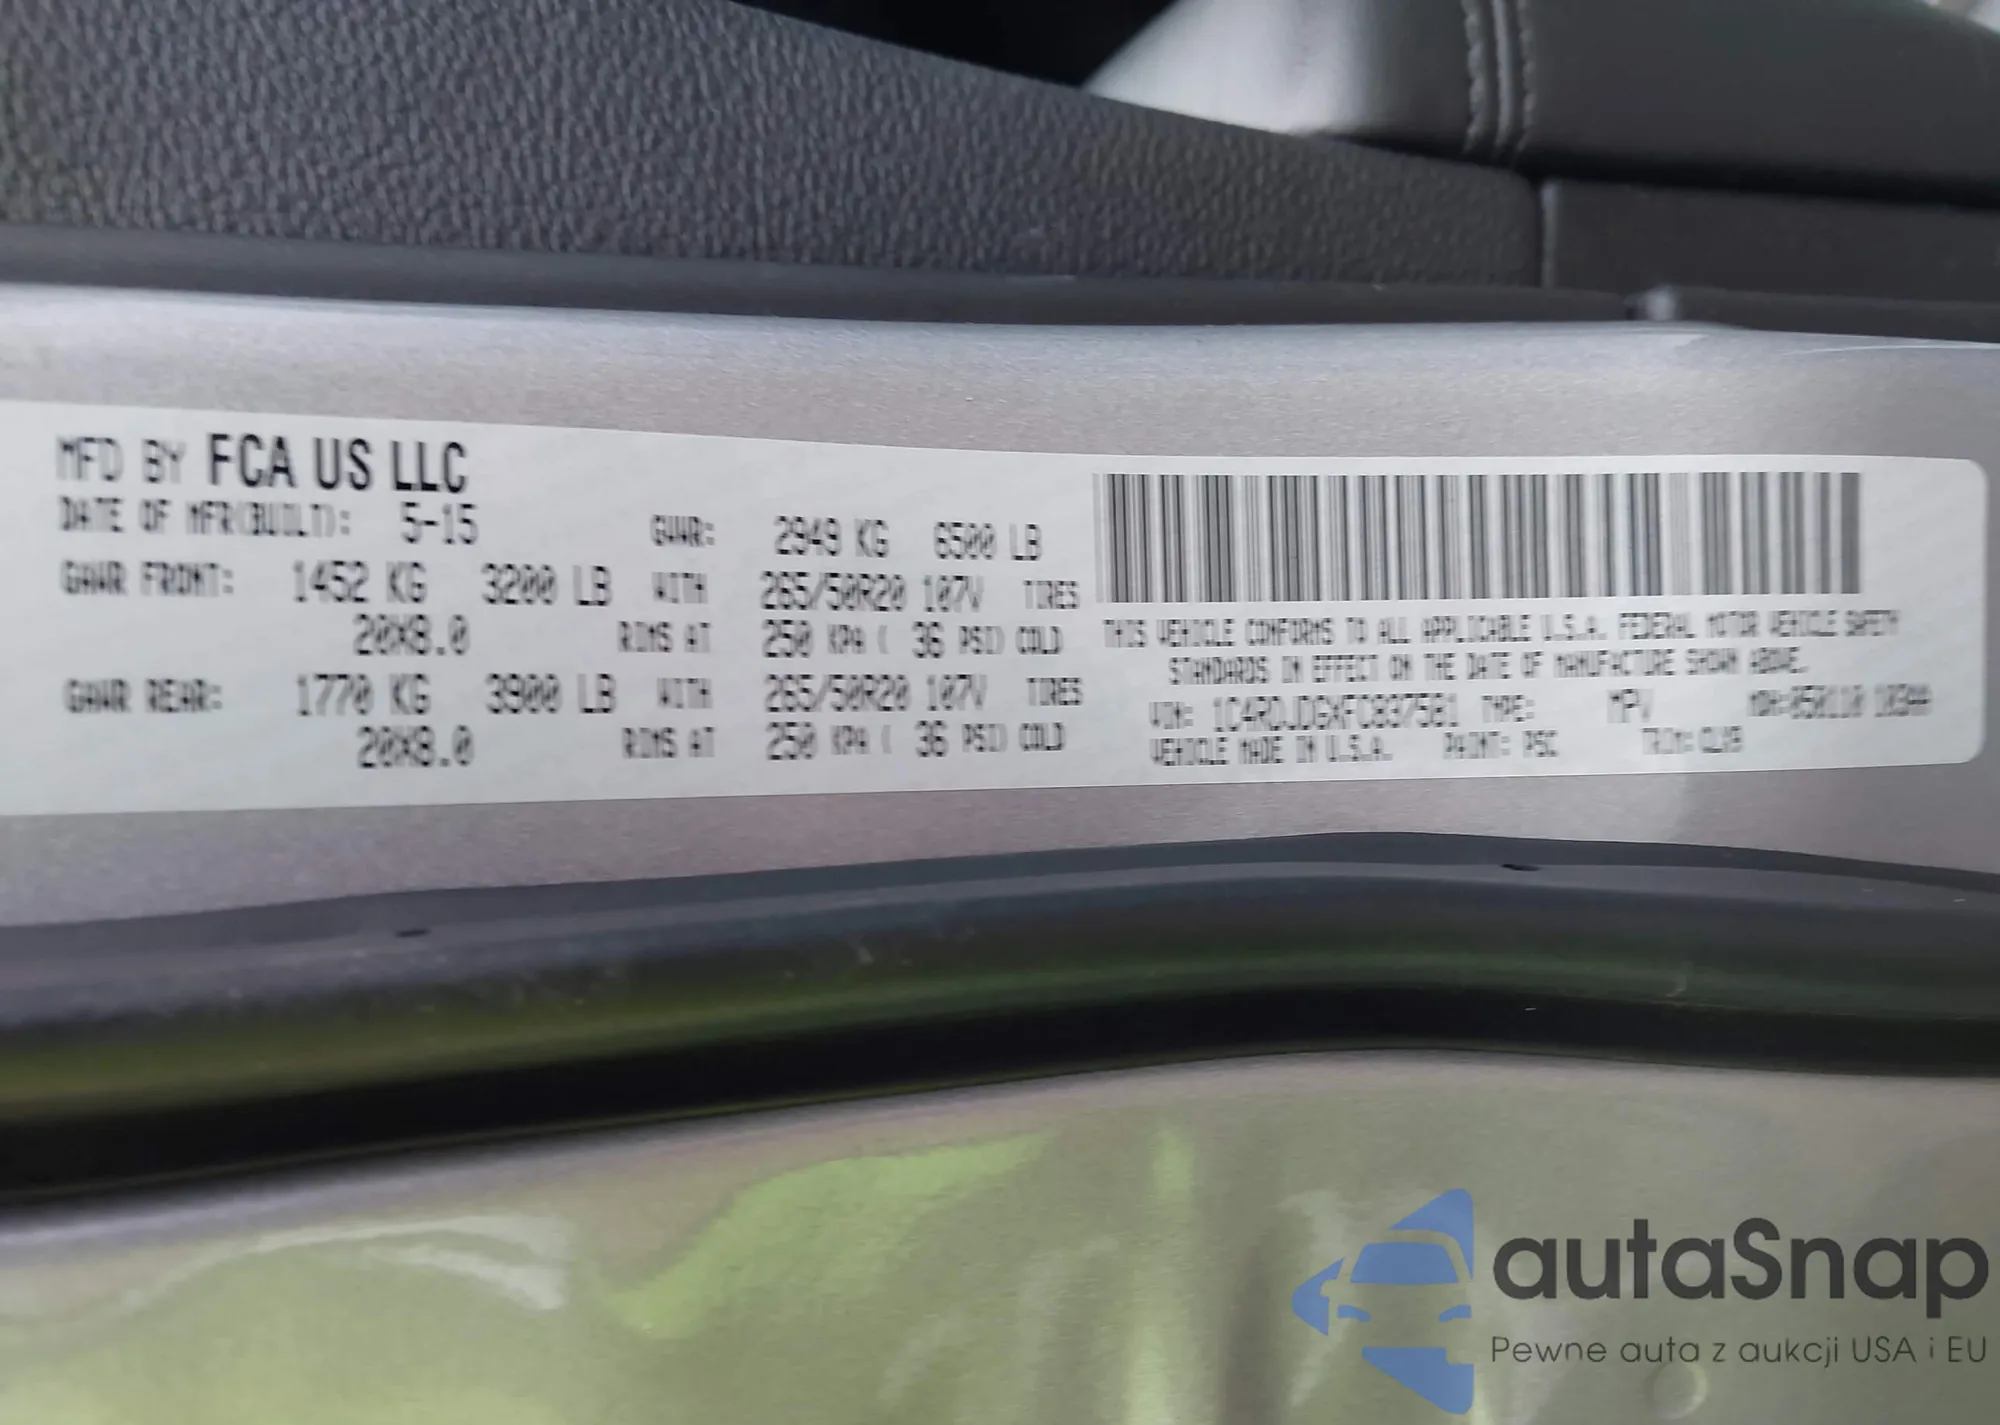 MFD BY FCA US LLC
DATE OF MFR(BUILT): 5-15 GVWR: 2949 KG 6500 LB
GAWR FRONT: 1452 KG 3200 LB WITH 265/50R20 107V TIRES
20X8.0 RIMS AT 250 KPA ( 36 PSI) COLD
GAWR REAR: 1770 KG 3900 LB WITH 265/50R20 107V TIRES
20X8.0 RIMS AT 250 KPA ( 36 PSI) COLD
THIS VEHICLE CONFORMS TO ALL APPLICABLE U.S.A. FEDERAL MOTOR VEHICLE SAFETY
STANDARDS IN EFFECT ON THE DATE OF MANUFACTURE SHOWN ABOVE.
VIN: 1C4RDJDGXFC837581 TYPE: MPV MDH:050110
VEHICLE MADE IN U.S.A. PAINT: PSC TRIM:
autaSnap
Pewne auta z aukcji USA i EU